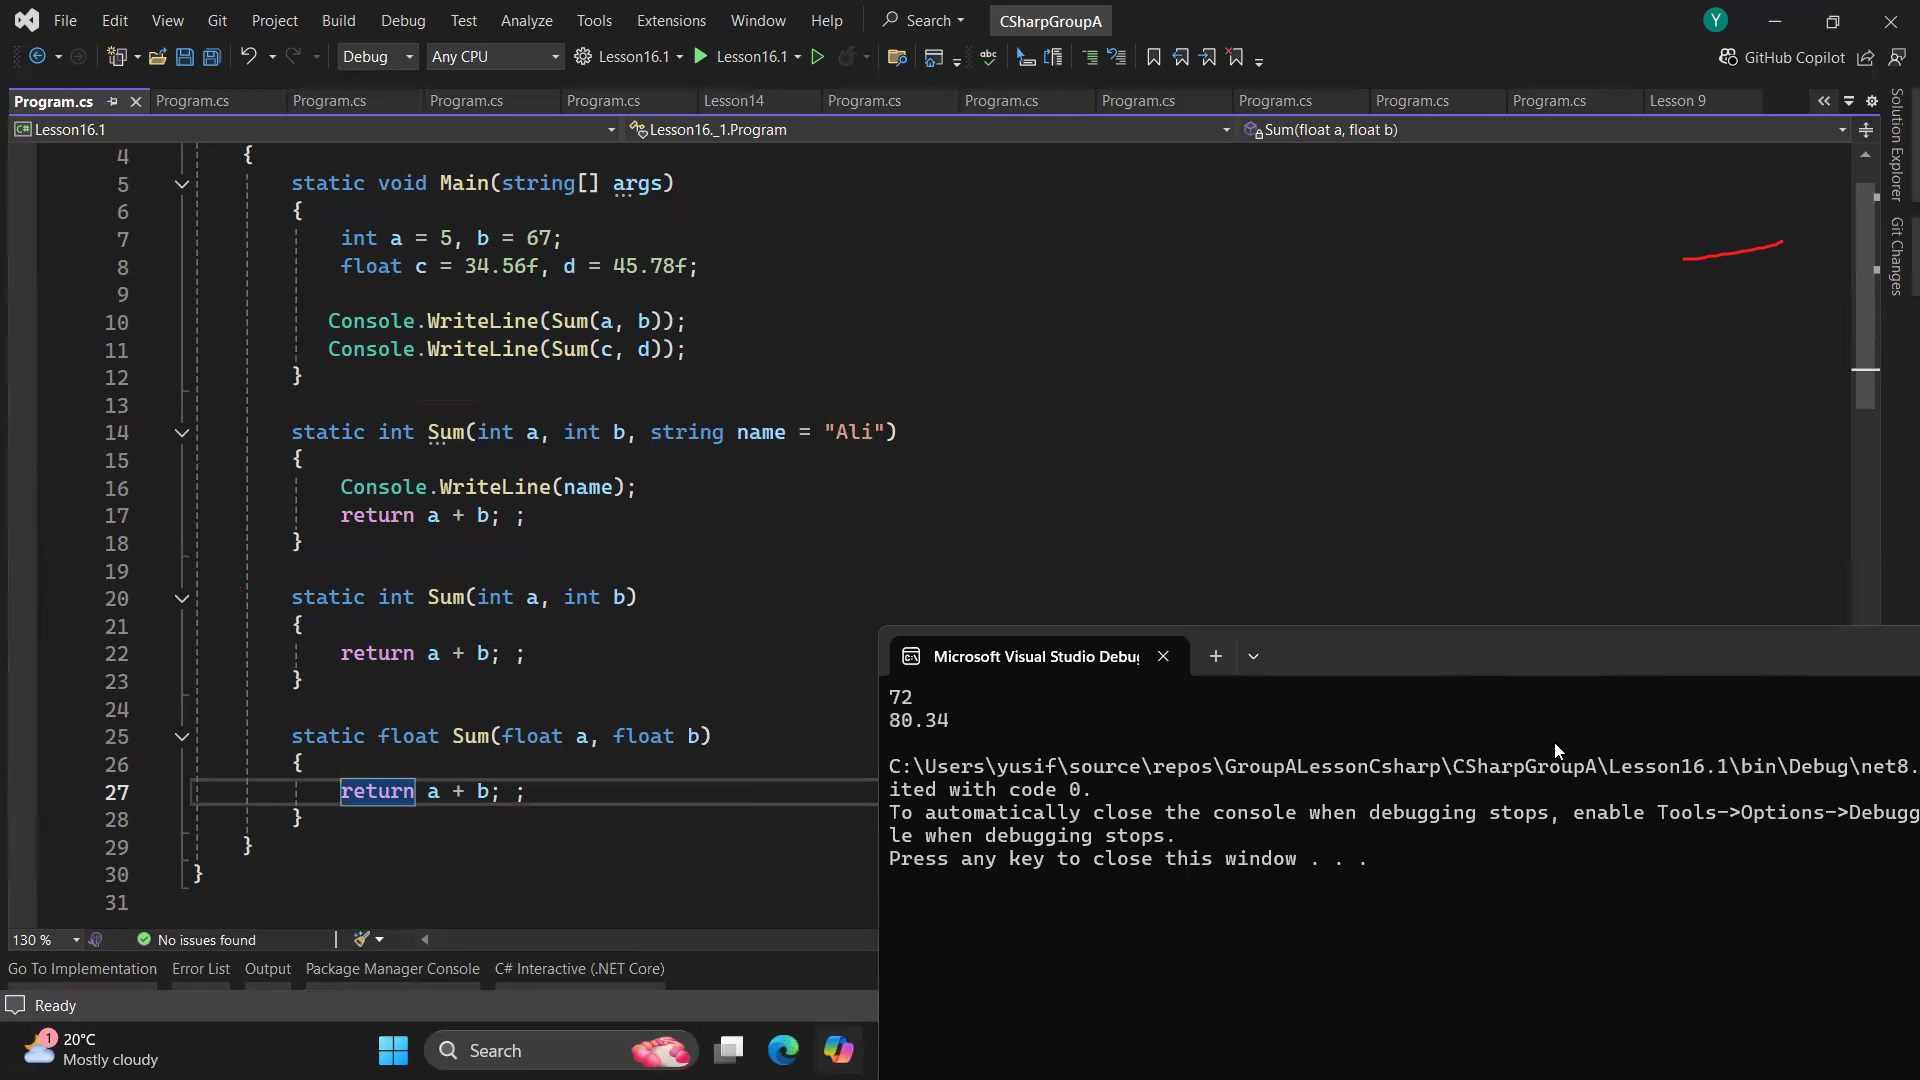 File Edit View Git Project Build Debug Test Analyze Tools Extensions Window Help Search CSharpGroupA Y
Debug Any CPU Lesson16.1 Lesson16.1 GitHub Copilot
Program.cs Program.cs Program.cs Program.cs Program.cs Lesson14 Program.cs Program.cs Program.cs Program.cs Program.cs Program.cs Lesson 9
C# Lesson16.1 Lesson16._1.Program Sum(float a, float b)
Solution Explorer
Git Changes
4 {
5 static void Main(string[] args)
6 {
7 int a = 5, b = 67;
8 float c = 34.56f, d = 45.78f;
9
10 Console.WriteLine(Sum(a, b));
11 Console.WriteLine(Sum(c, d));
12 }
13
14 static int Sum(int a, int b, string name = "Ali")
15 {
16 Console.WriteLine(name);
17 return a + b; ;
18 }
19
20 static int Sum(int a, int b)
21 {
22 return a + b; ;
23 }
24
25 static float Sum(float a, float b)
26 {
27 return a + b; ;
28 }
29 }
30 }
31
Microsoft Visual Studio Debug
72
80.34
C:\Users\yusif\source\repos\GroupALessonCsharp\CSharpGroupA\Lesson16.1\bin\Debug\net8.
ited with code 0.
To automatically close the console when debugging stops, enable Tools->Options->Debugg
le when debugging stops.
Press any key to close this window . . .
130 % No issues found
Go To Implementation Error List Output Package Manager Console C# Interactive (.NET Core)
Ready
1 20°C
Mostly cloudy
Search